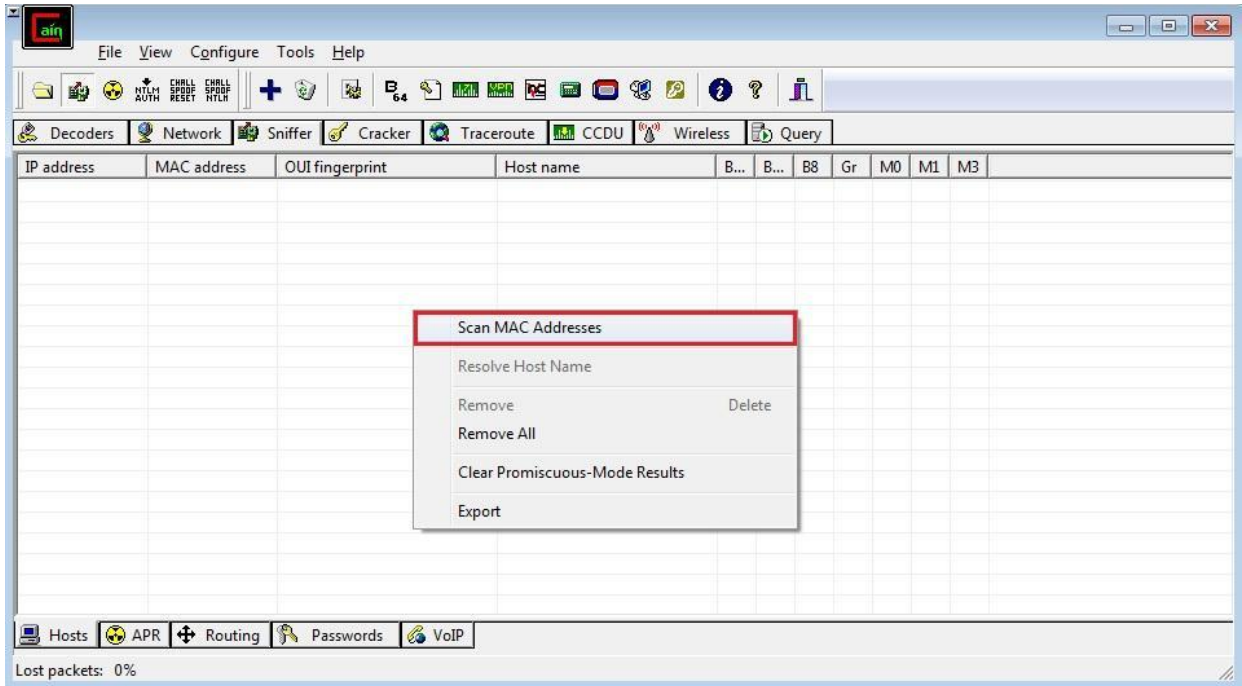 aín
File View Configure Tools Help
NTLM AUTH CHALL SPOOF RESET CHALL SPOOF NTLM B64
Decoders Network Sniffer Cracker Traceroute CCDU Wireless Query
IP address MAC address OUI fingerprint Host name B... B... B8 Gr M0 M1 M3
Scan MAC Addresses
Resolve Host Name
Remove Delete
Remove All
Clear Promiscuous-Mode Results
Export
Hosts APR Routing Passwords VoIP
Lost packets: 0%